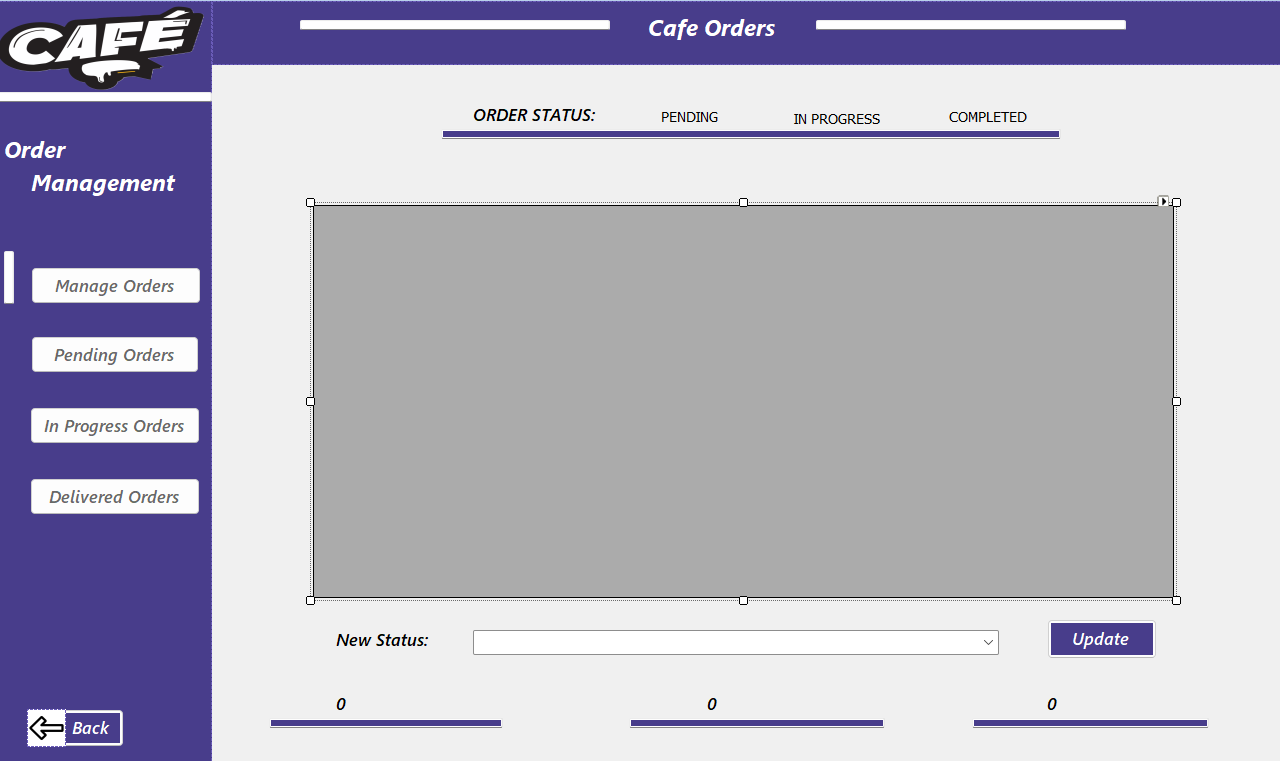 CAFÉ
Cafe Orders
Order
Management
Manage Orders
Pending Orders
In Progress Orders
Delivered Orders
Back
ORDER STATUS: PENDING IN PROGRESS COMPLETED
New Status: Update
0 0 0